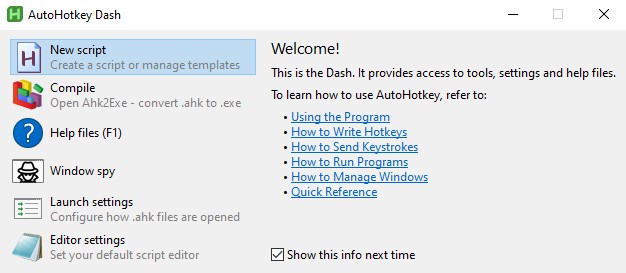 AutoHotkey Dash
New script
Create a script or manage templates
Compile
Open Ahk2Exe - convert .ahk to .exe
Help files (F1)
Window spy
Launch settings
Configure how .ahk files are opened
Editor settings
Set your default script editor
Welcome!
This is the Dash. It provides access to tools, settings and help files.
To learn how to use AutoHotkey, refer to:
• Using the Program
• How to Write Hotkeys
• How to Send Keystrokes
• How to Run Programs
• How to Manage Windows
• Quick Reference
Show this info next time